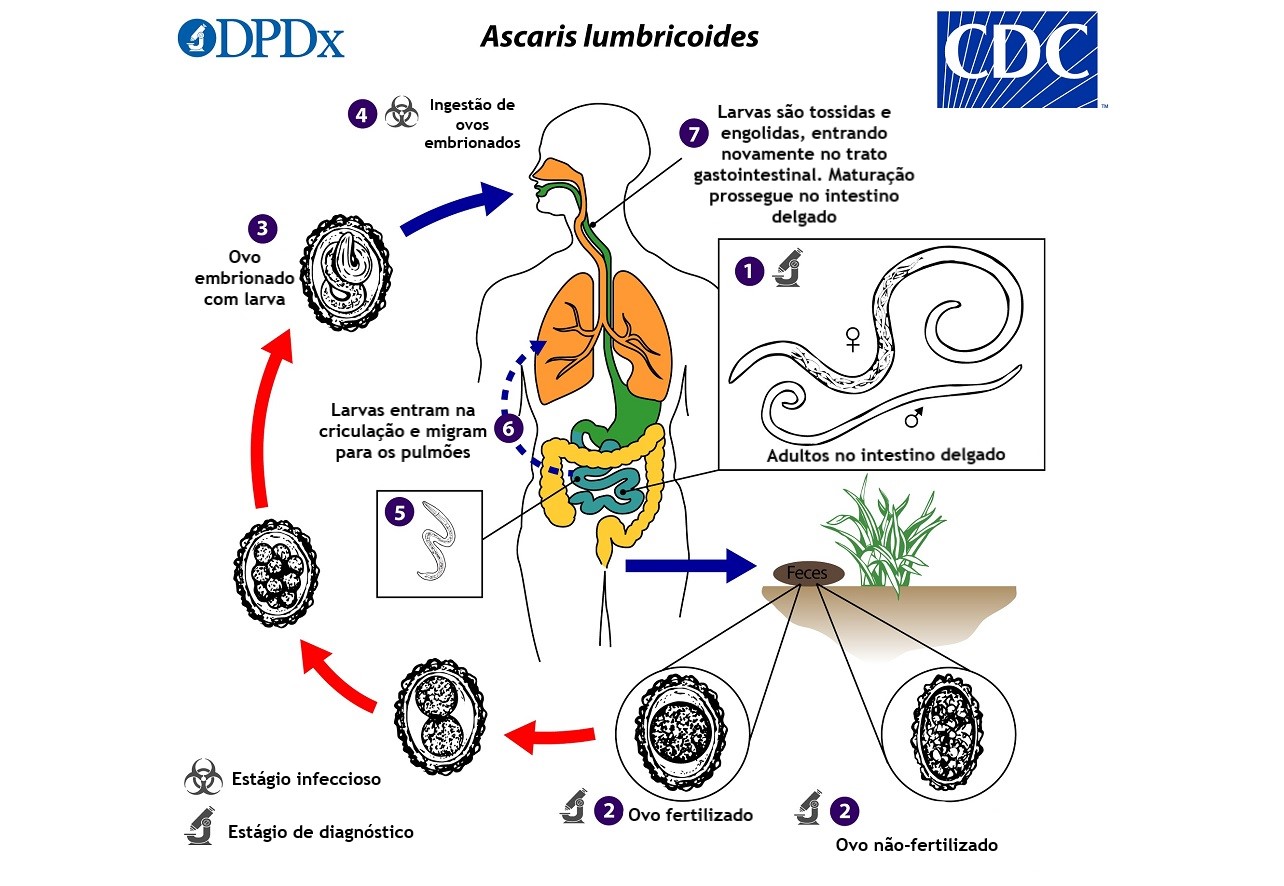 DPDx
Ascaris lumbricoides
CDC
TM
4
Ingestão de
ovos
embrionados
7
Larvas são tossidas e
engolidas, entrando
novamente no trato
gastointestinal. Maturação
prossegue no intestino
delgado
3
Ovo
embrionado
com larva
1
♀
♂
Adultos no intestino delgado
Larvas entram na
criculação e migram
para os pulmões
6
5
Feces
2 Ovo fertilizado
2
Ovo não-fertilizado
Estágio infeccioso
Estágio de diagnóstico